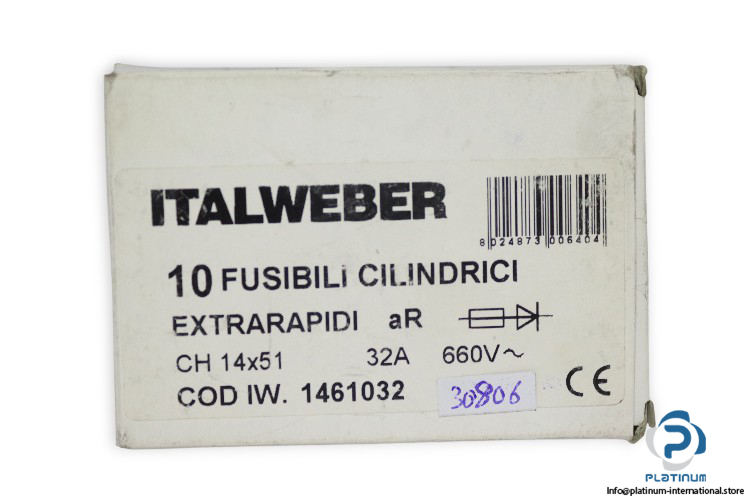 ITALWEBER
8 024873 006404
10 FUSIBILI CILINDRICI
EXTRARAPIDI aR
CH 14x51 32A 660V~
COD IW. 1461032 30806 CE
PLATINUM
Info@platinum-international.store